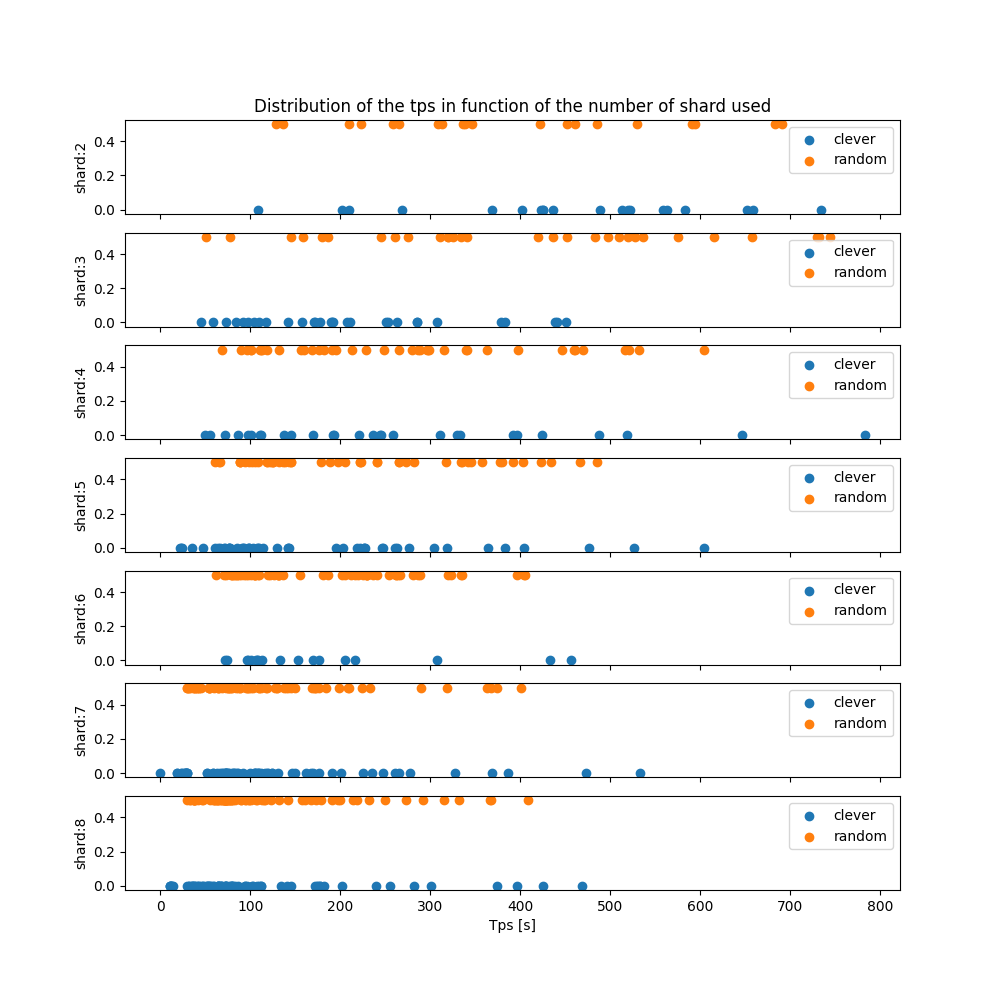 Distribution of the tps in function of the number of shard used
shard:2
0.4
0.2
0.0
clever
random
shard:3
0.4
0.2
0.0
clever
random
shard:4
0.4
0.2
0.0
clever
random
shard:5
0.4
0.2
0.0
clever
random
shard:6
0.4
0.2
0.0
clever
random
shard:7
0.4
0.2
0.0
clever
random
shard:8
0.4
0.2
0.0
clever
random
0 100 200 300 400 500 600 700 800
Tps [s]